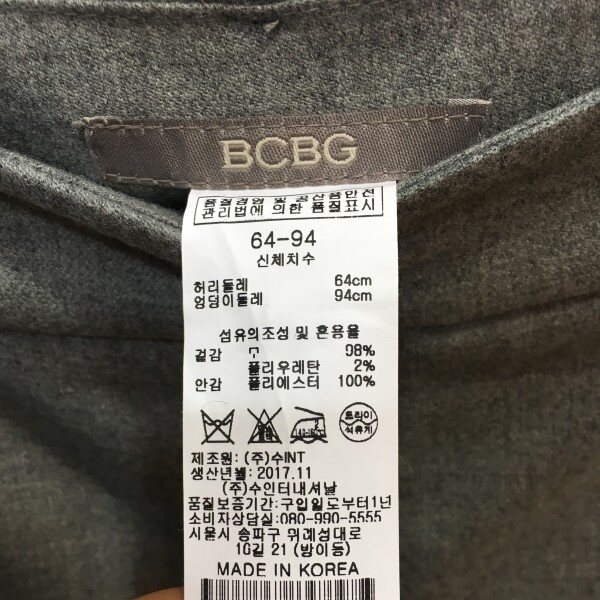 BCBG
품질경영 및 공산품안전
관리법에 의한 품질표시
64-94
신체치수
허리둘레 64cm
엉덩이둘레 94cm
섬유의조성 및 혼용율
겉감 모 98%
폴리우레탄 2%
안감 폴리에스터 100%
드라이
석유계
제조원: (주)수INT
생산년월: 2017.11
(주)수인터내셔날
품질보증기간: 구입일로부터1년
소비자상담실: 080-990-5555
서울시 송파구 위례성대로
16길 21 (방이동)
MADE IN KOREA